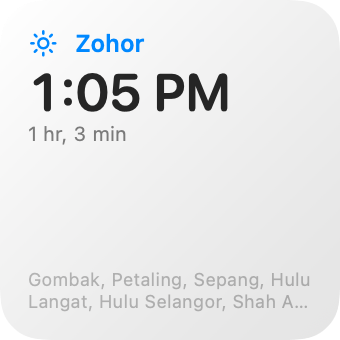 Zohor
1:05 PM
1 hr, 3 min
Gombak, Petaling, Sepang, Hulu
Langat, Hulu Selangor, Shah A...